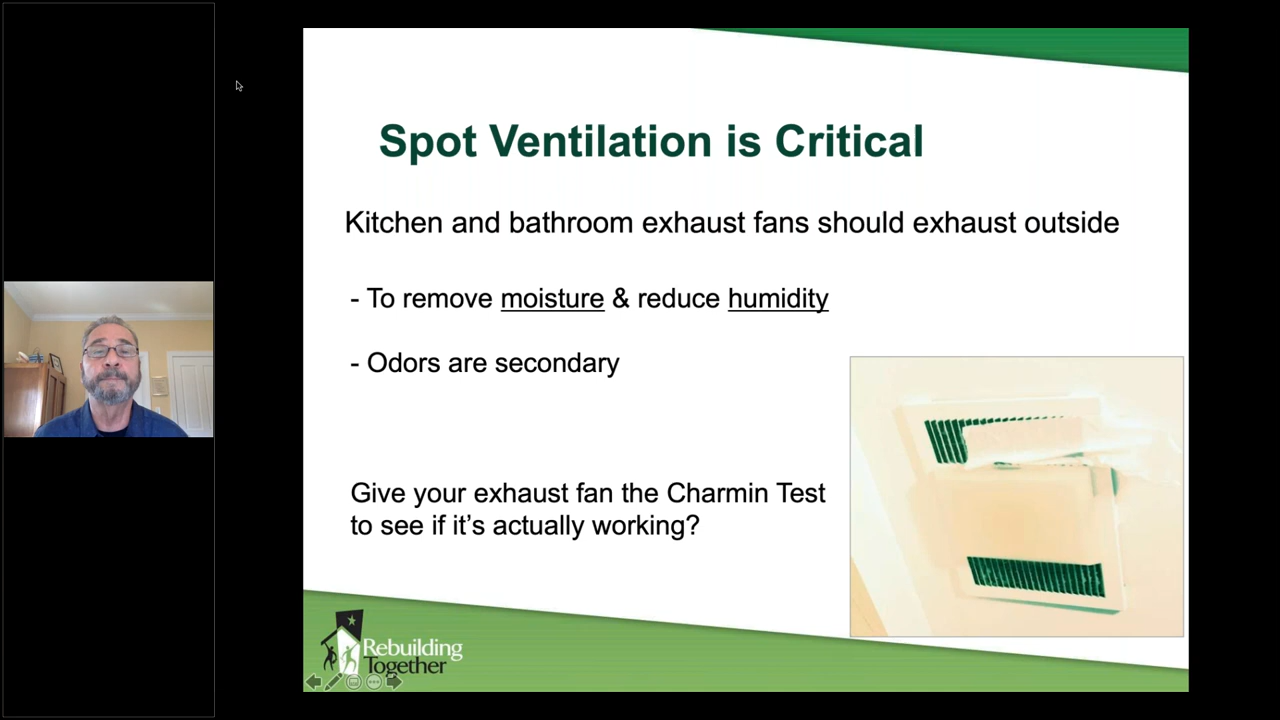 Spot Ventilation is Critical
Kitchen and bathroom exhaust fans should exhaust outside
- To remove moisture & reduce humidity
- Odors are secondary
Give your exhaust fan the Charmin Test
to see if it’s actually working?
Rebuilding
Together